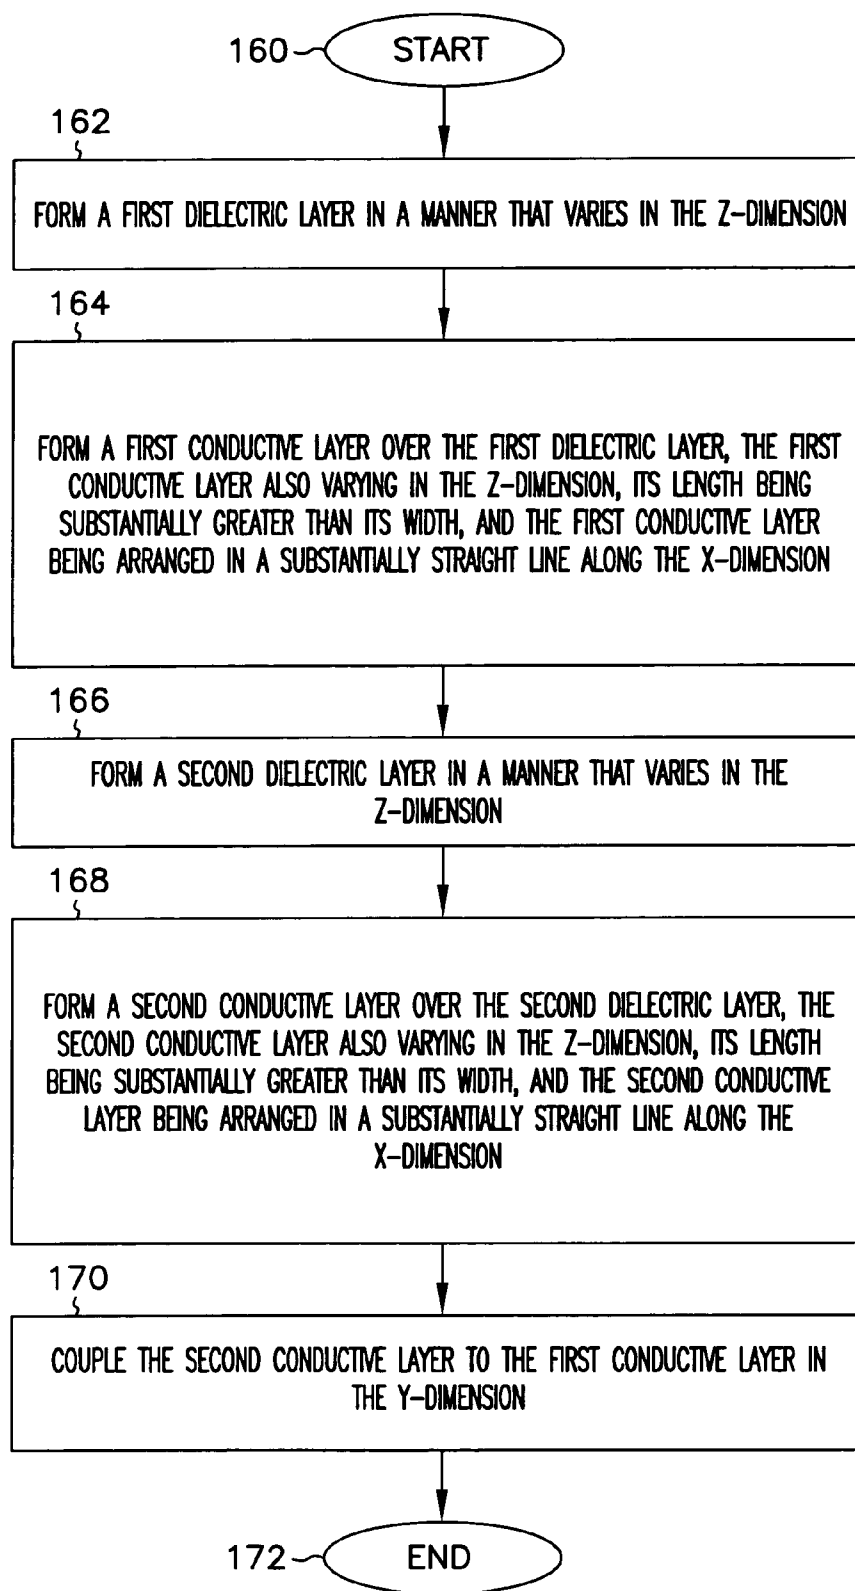 160
START
162
FORM A FIRST DIELECTRIC LAYER IN A MANNER THAT VARIES IN THE Z-DIMENSION
164
FORM A FIRST CONDUCTIVE LAYER OVER THE FIRST DIELECTRIC LAYER, THE FIRST
CONDUCTIVE LAYER ALSO VARYING IN THE Z-DIMENSION, ITS LENGTH BEING
SUBSTANTIALLY GREATER THAN ITS WIDTH, AND THE FIRST CONDUCTIVE LAYER
BEING ARRANGED IN A SUBSTANTIALLY STRAIGHT LINE ALONG THE X-DIMENSION
166
FORM A SECOND DIELECTRIC LAYER IN A MANNER THAT VARIES IN THE
Z-DIMENSION
168
FORM A SECOND CONDUCTIVE LAYER OVER THE SECOND DIELECTRIC LAYER, THE
SECOND CONDUCTIVE LAYER ALSO VARYING IN THE Z-DIMENSION, ITS LENGTH
BEING SUBSTANTIALLY GREATER THAN ITS WIDTH, AND THE SECOND CONDUCTIVE
LAYER BEING ARRANGED IN A SUBSTANTIALLY STRAIGHT LINE ALONG THE
X-DIMENSION
170
COUPLE THE SECOND CONDUCTIVE LAYER TO THE FIRST CONDUCTIVE LAYER IN
THE Y-DIMENSION
172
END